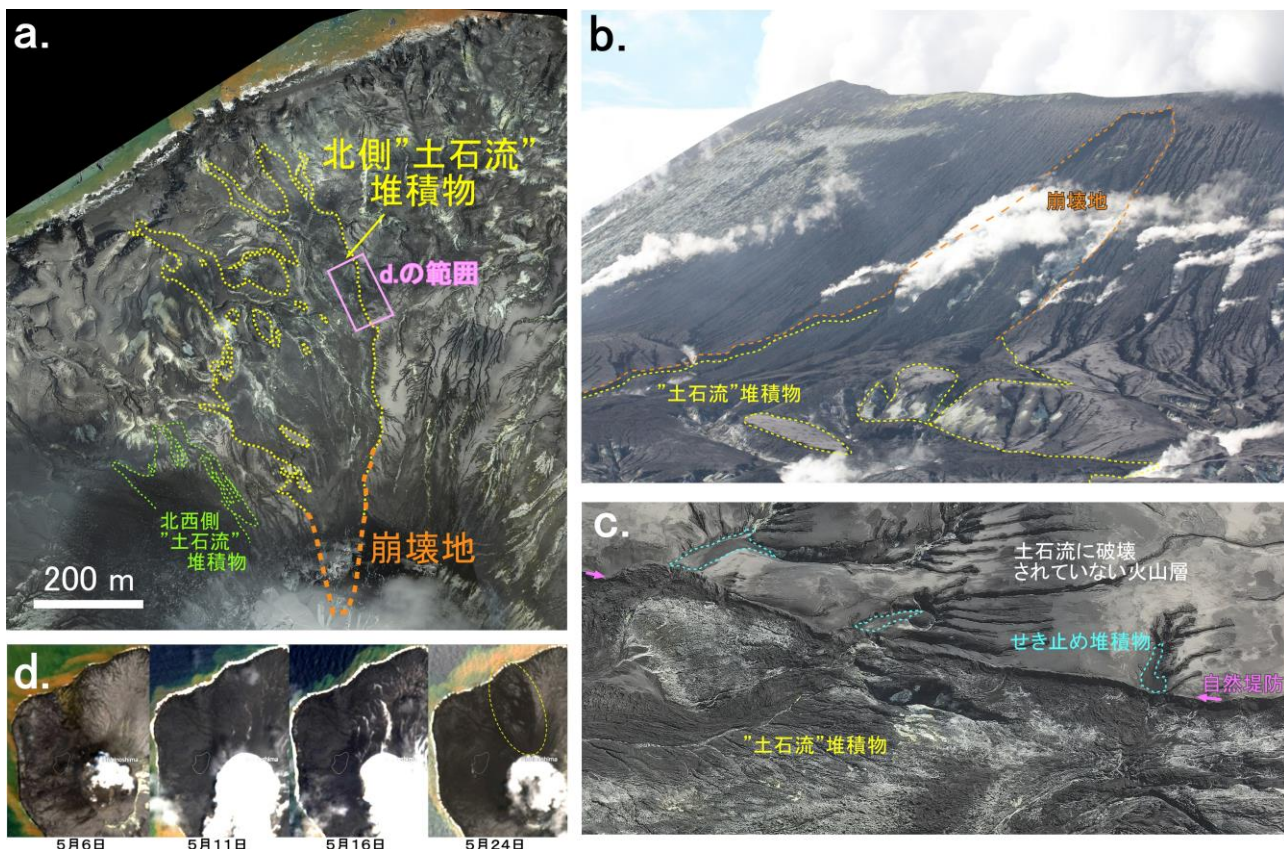 a.
北側”土石流”
堆積物
d.の範囲
北西側
”土石流”
堆積物
崩壊地
200 m
b.
崩壊地
”土石流”堆積物
c.
土石流に破壊
されていない火山層
せき止め堆積物
自然堤防
”土石流”堆積物
d.
5月6日
5月11日
5月16日
5月24日